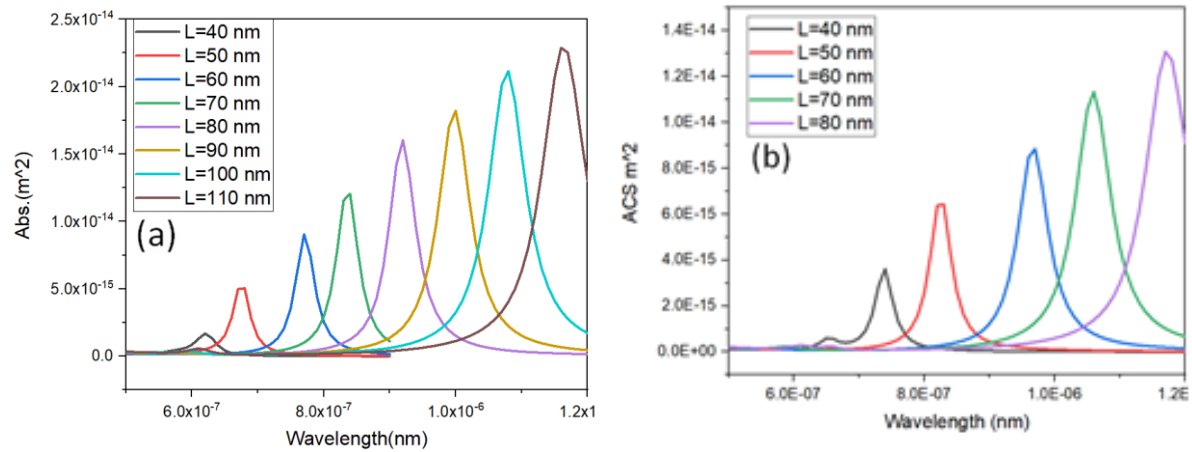 2.5x10⁻¹⁴
2.0x10⁻¹⁴
1.5x10⁻¹⁴
1.0x10⁻¹⁴
5.0x10⁻¹⁵
0.0
Abs.(m^2)
L=40 nm
L=50 nm
L=60 nm
L=70 nm
L=80 nm
L=90 nm
L=100 nm
L=110 nm
(a)
6.0x10⁻⁷
8.0x10⁻⁷
1.0x10⁻⁶
1.2x1
Wavelength(nm)
1.4E-14
1.2E-14
1.0E-14
8.0E-15
6.0E-15
4.0E-15
2.0E-15
0.0E+00
ACS m^2
L=40 nm
L=50 nm
L=60 nm
L=70 nm
L=80 nm
(b)
6.0E-07
8.0E-07
1.0E-06
1.2E
Wavelength (nm)